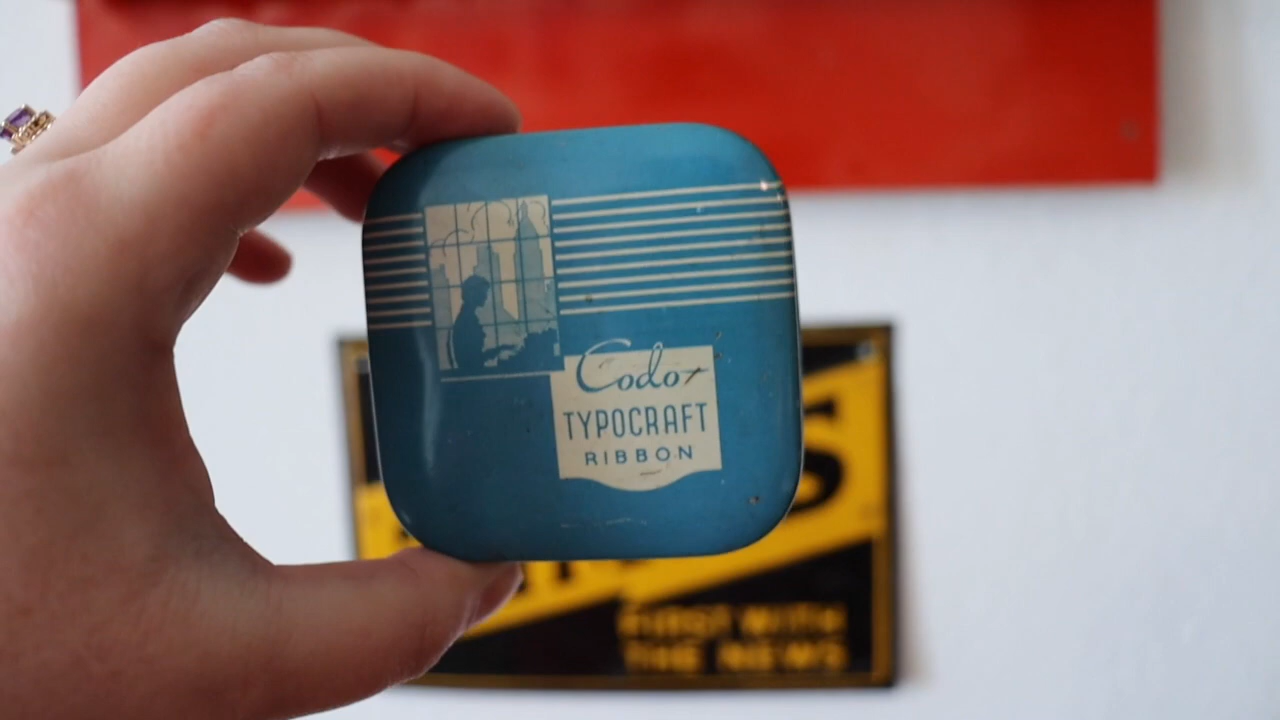 Codo
TYPOCRAFT
RIBBON
FIRST WITH
THE NEWS